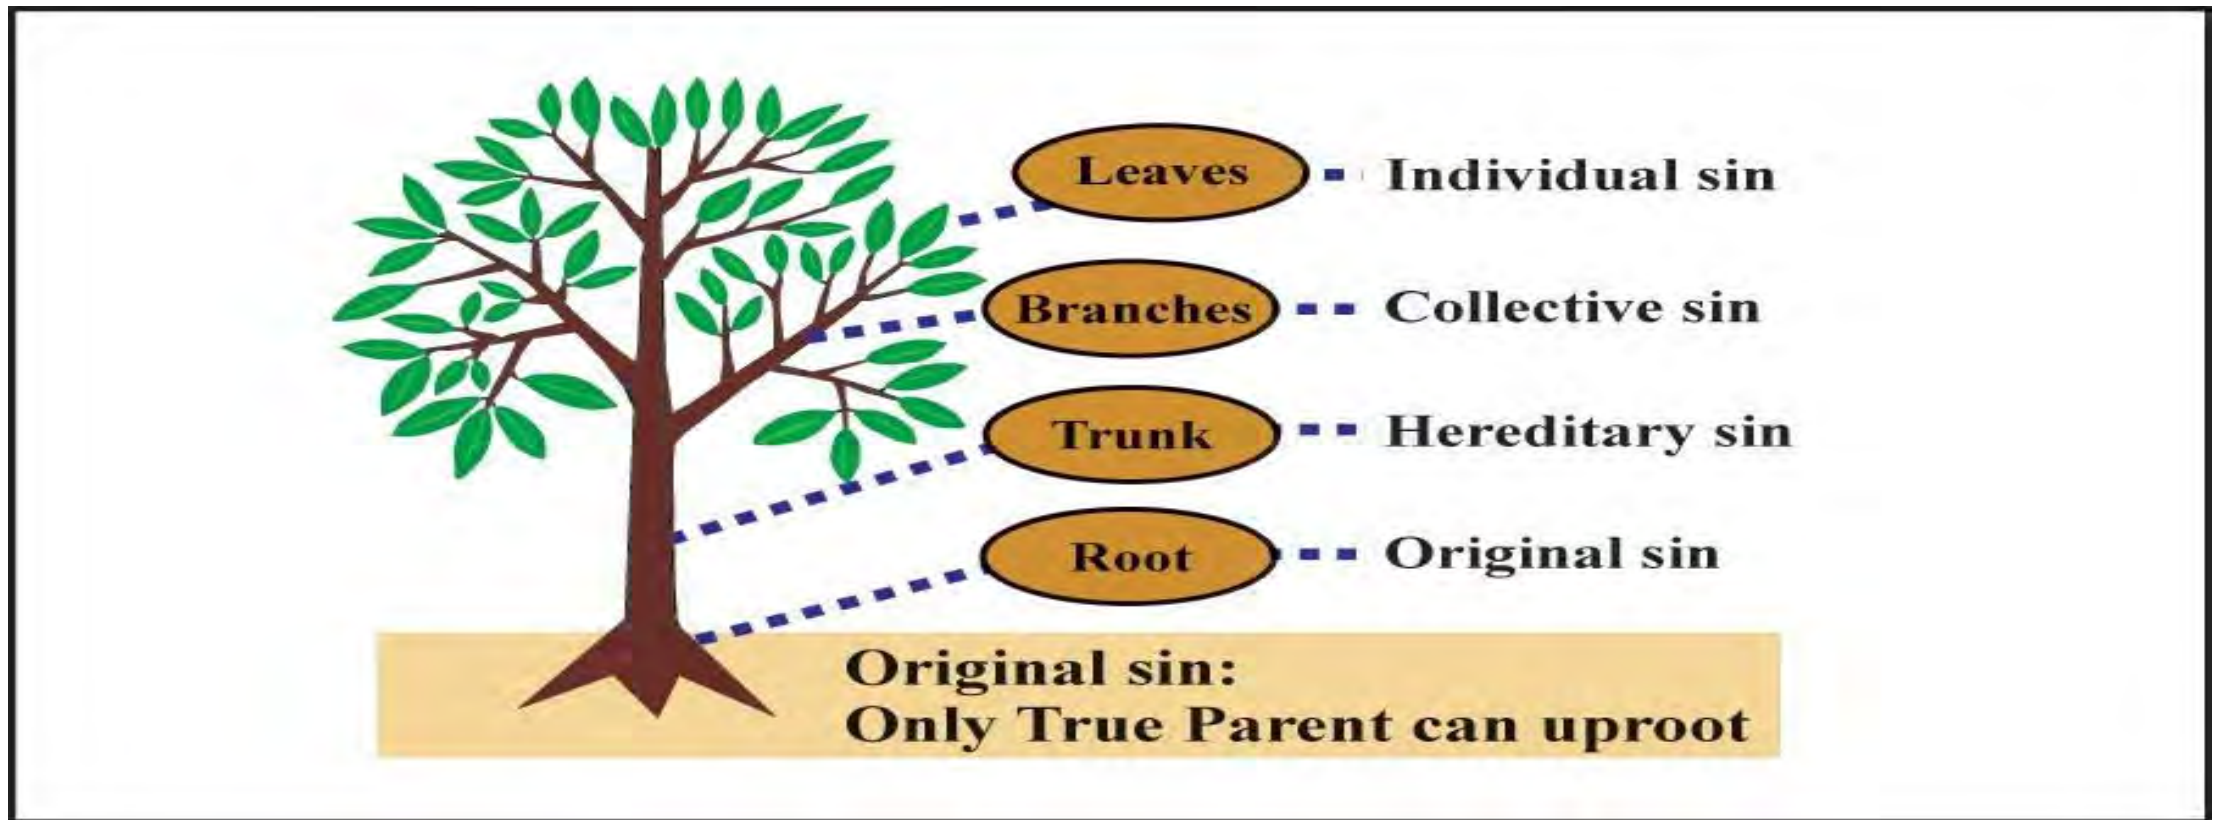 Leaves Individual sin
Branches Collective sin
Trunk Hereditary sin
Root Original sin
Original sin:
Only True Parent can uproot